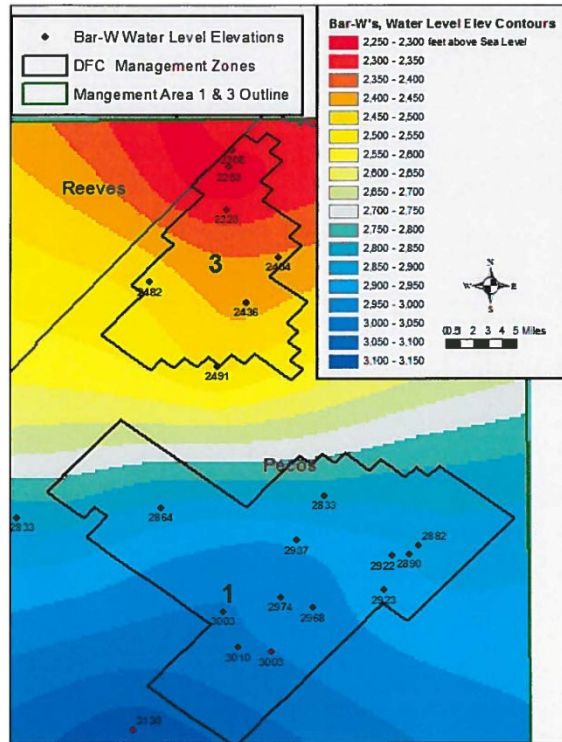 Bar-W Water Level Elevations
DFC Management Zones
Mangement Area 1 & 3 Outline
Bar-W's, Water Level Elev Contours
2,250 - 2,300 feet above Sea Level
2,300 - 2,350
2,350 - 2,400
2,400 - 2,450
2,450 - 2,500
2,500 - 2,550
2,550 - 2,600
2,600 - 2,650
2,650 - 2,700
2,700 - 2,750
2,750 - 2,800
2,800 - 2,850
2,850 - 2,900
2,900 - 2,950
2,950 - 3,000
3,000 - 3,050
3,050 - 3,100
3,100 - 3,150
N
W E
S
0 0.5 1 2 3 4 5 Miles
Reeves
3
2482
2436
2491
Pecos
2833
2864
2833
2937
2882
2922 2890
2923
1
2974
2968
3003
3010
3003